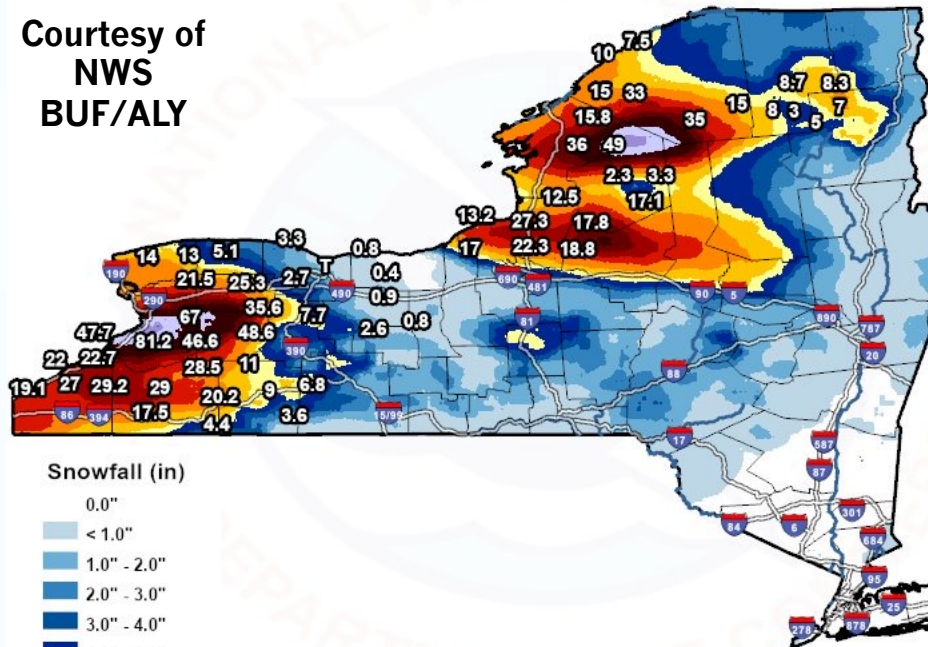 Courtesy of
NWS
BUF/ALY
7.5
10
8.7 8.3
15 33
15 8 3 7
15.8 35 5
36 49
2.3 3.3
12.5 17.1
13.2 27.3 17.8
17 22.3 18.8
3.3
14 13 5.1 0.8
T
190 21.5 25.3 2.7 0.4
290 490 0.9 690 481 90 5
67 35.6 7.7 0.8 81 890 787
47.7 81.2 46.6 48.6 2.6
390 20
22 22.7 28.5 11 88
19.1 27 29.2 29 9 6.8
20.2
86 394 17.5 4.4 3.6 15/99
17 587
87
Snowfall (in)
0.0"
< 1.0"
1.0" - 2.0"
2.0" - 3.0"
3.0" - 4.0"
84 6 301
684
95
25
278 878